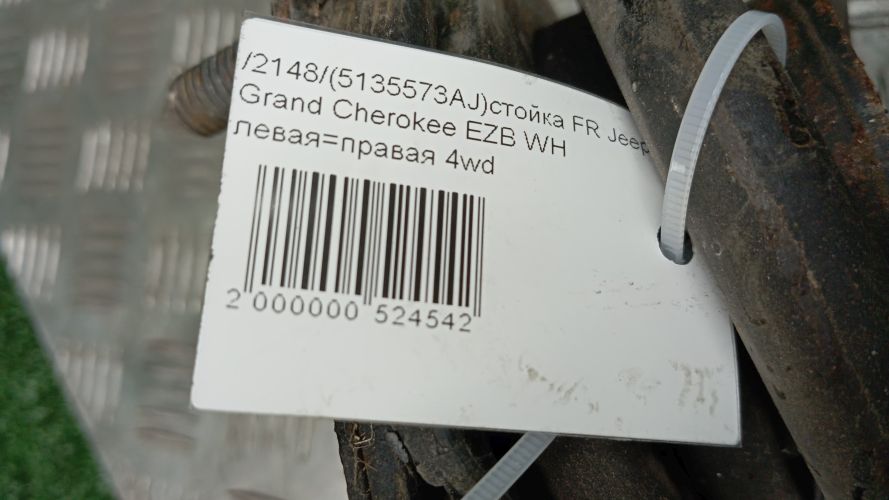 /2148/(5135573AJ)стойка FR Jeep
Grand Cherokee EZB WH
левая=правая 4wd
2 000000 524542